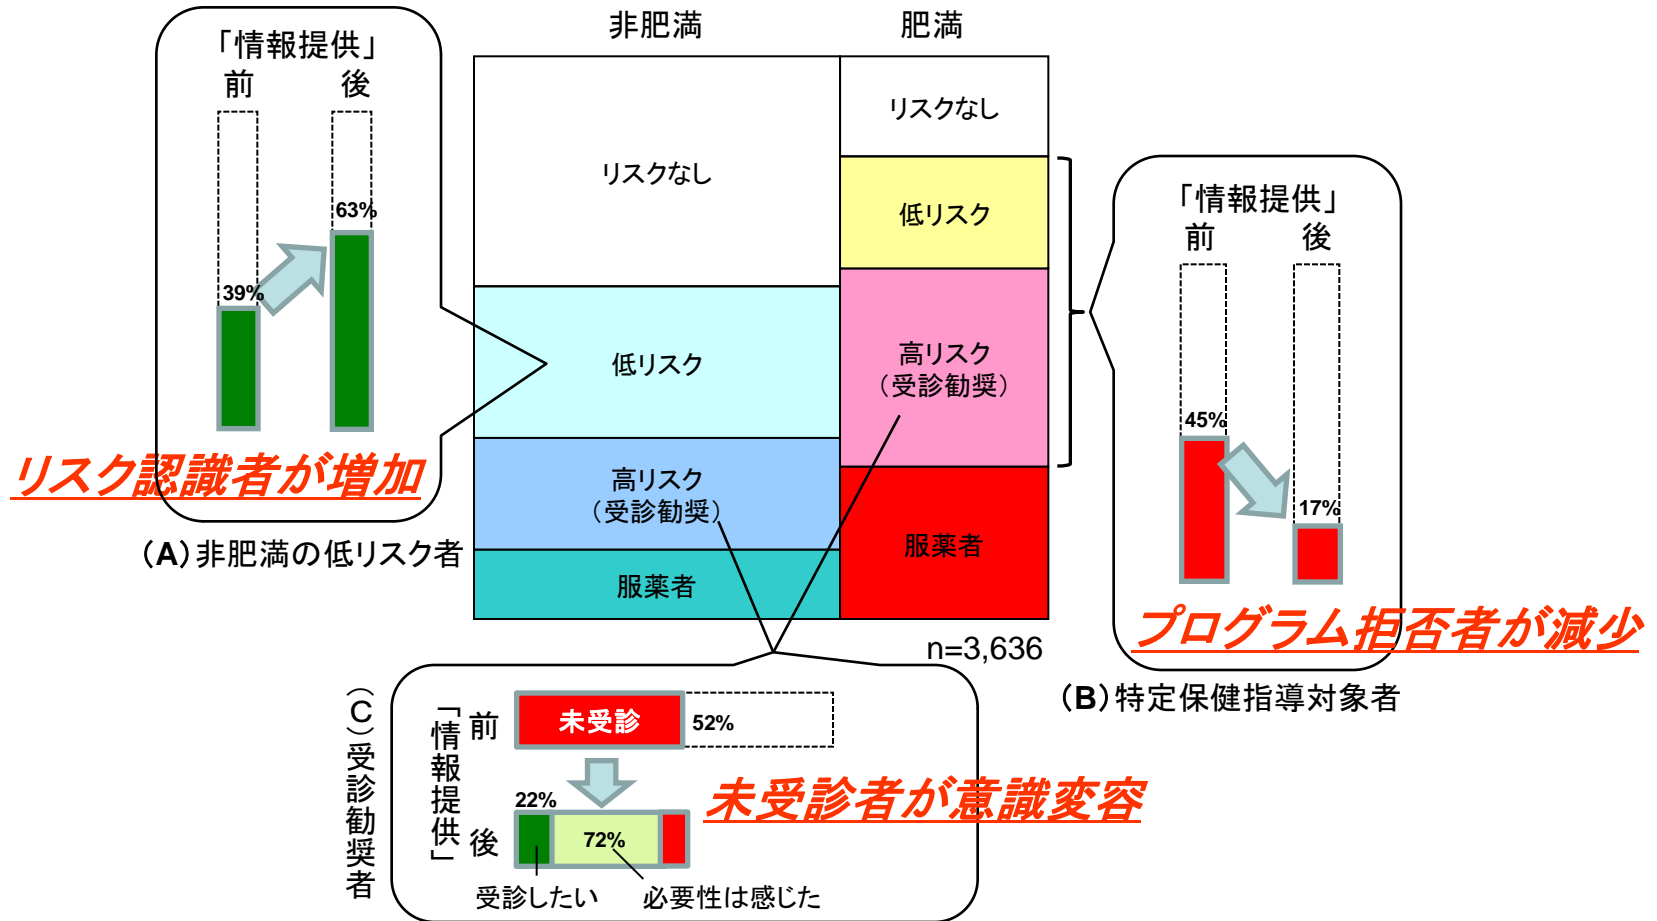 「情報提供」
前 後
39%
63%
リスク認識者が増加
（A）非肥満の低リスク者
非肥満
肥満
リスクなし
低リスク
高リスク
（受診勧奨）
服薬者
リスクなし
低リスク
高リスク
（受診勧奨）
服薬者
n=3,636
「情報提供」
前 後
45%
17%
プログラム拒否者が減少
（B）特定保健指導対象者
（C）受診勧奨者
「情報提供」
前
未受診
52%
後
22%
72%
受診したい
必要性は感じた
未受診者が意識変容